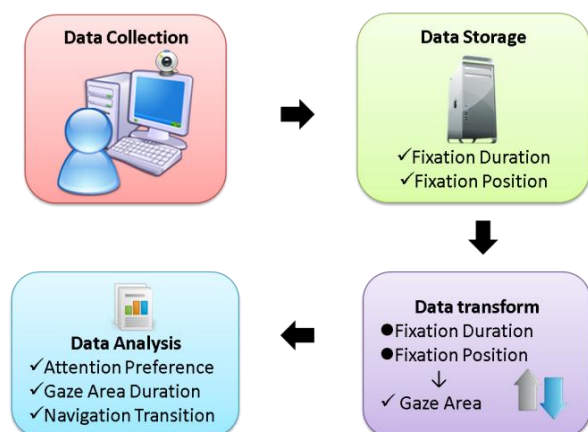 Data Collection
Data Storage
✓Fixation Duration
✓Fixation Position
Data transform
●Fixation Duration
●Fixation Position
↓
✓ Gaze Area
Data Analysis
✓Attention Preference
✓Gaze Area Duration
✓Navigation Transition